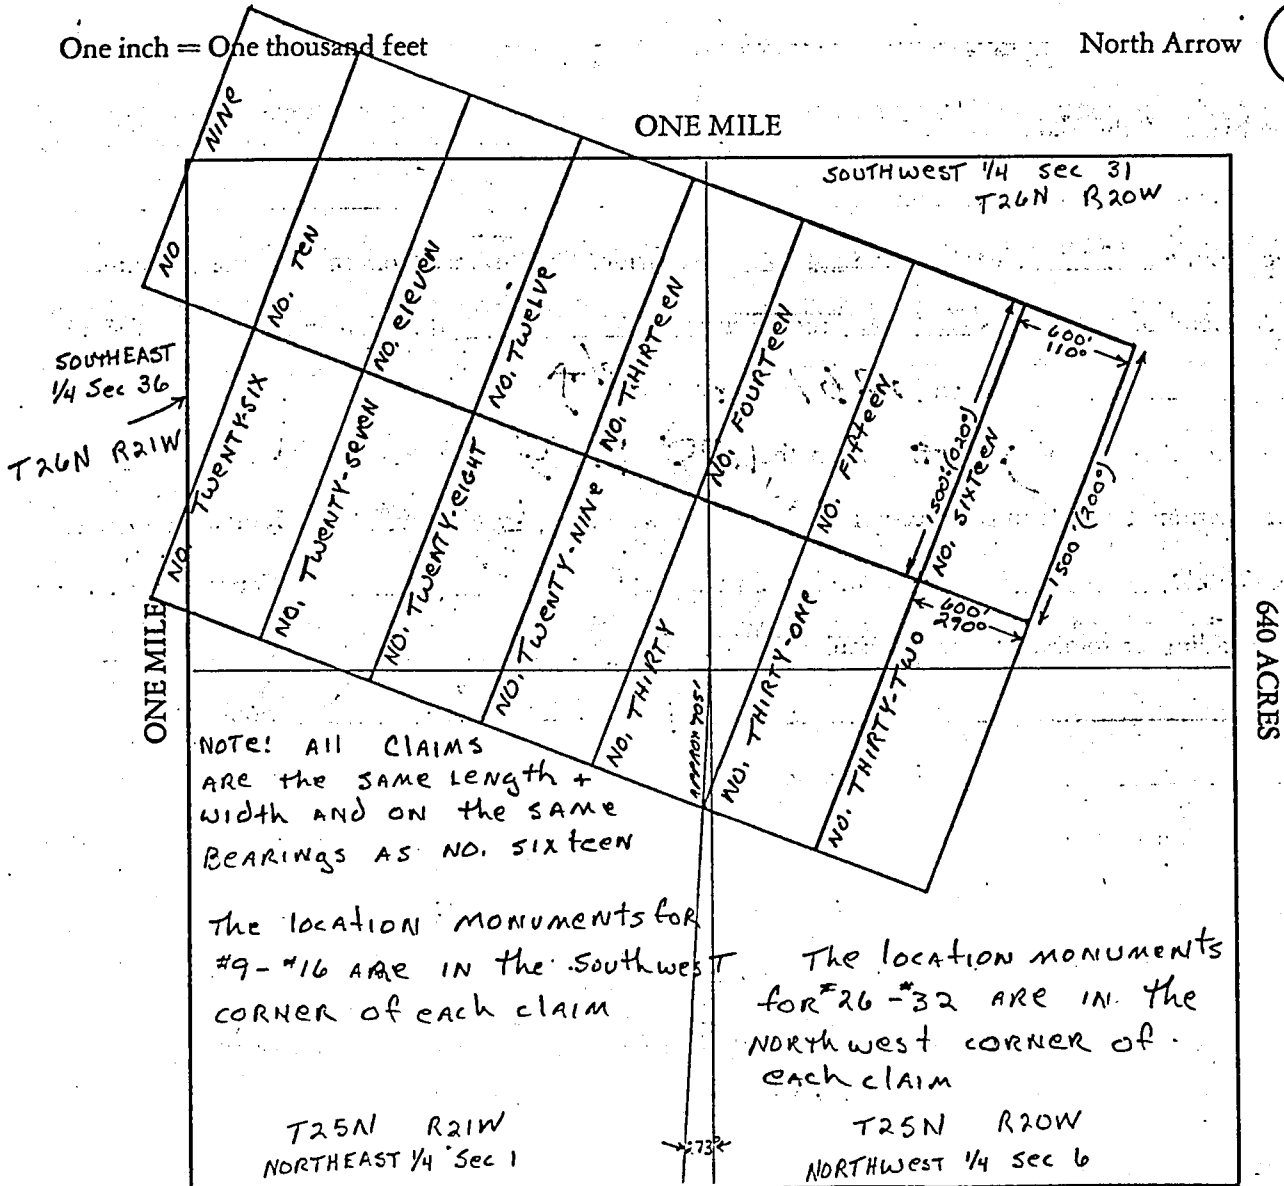 One inch = One thousand feet
North Arrow
ONE MILE
SOUTHWEST 1/4 SEC 31
T26N R20W
NO NINE
NO. TEN
NO. ELEVEN
NO. TWELVE
NO. THIRTEEN
NO. FOURTEEN
NO. FIFTEEN
NO. SIXTEEN
1500' (020°)
600'
110°
1500' (200°)
600'
290°
SOUTHEAST
1/4 Sec 36
T26N R21W
NO. TWENTY-SIX
NO. TWENTY-SEVEN
NO. TWENTY-EIGHT
NO. TWENTY-NINE
NO. THIRTY
NO. THIRTY-ONE
NO. THIRTY-TWO
ONE MILE
640 ACRES
APPROX 705'
NOTE! All CLAIMS
ARE the SAME LENGTH +
WIDTH AND ON the SAME
BEARINGS AS NO. SIXTEEN
The location monuments for
#9-#16 ARE IN the Southwest
CORNER of each claim
The location monuments
for #26-#32 ARE IN the
NORTHWEST CORNER of
each claim
T25N R21W
NORTHEAST 1/4 Sec 1
73'
T25N R20W
NORTHWEST 1/4 Sec 6